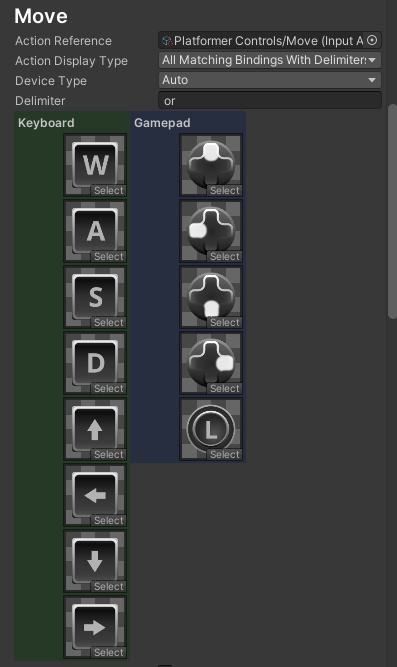 Move
Action Reference Platformer Controls/Move (Input A
Action Display Type All Matching Bindings With Delimiters
Device Type Auto
Delimiter or
Keyboard Gamepad
W
Select Select
A
Select Select
S
Select Select
D
Select Select
L
Select Select
Select
Select
Select